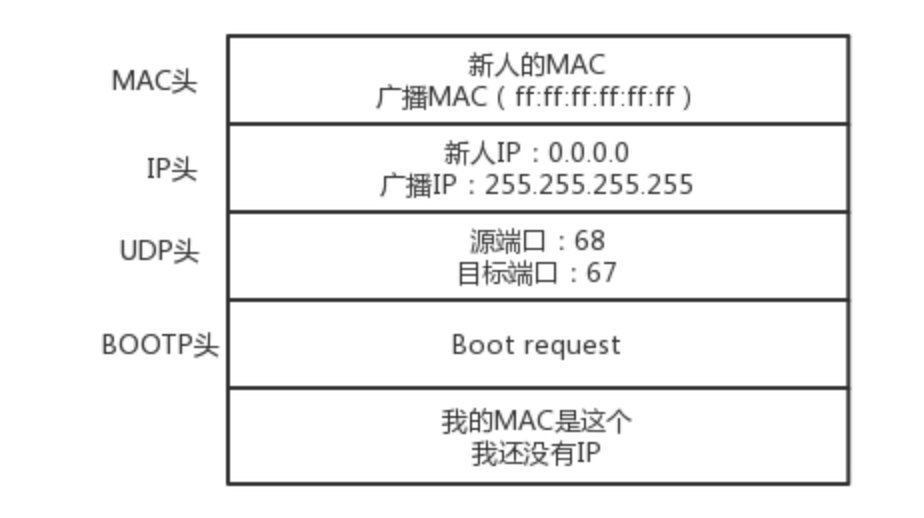 MAC头
新人的MAC
广播MAC（ff:ff:ff:ff:ff:ff）
IP头
新人IP：0.0.0.0
广播IP：255.255.255.255
UDP头
源端口：68
目标端口：67
BOOTP头
Boot request
我的MAC是这个
我还没有IP